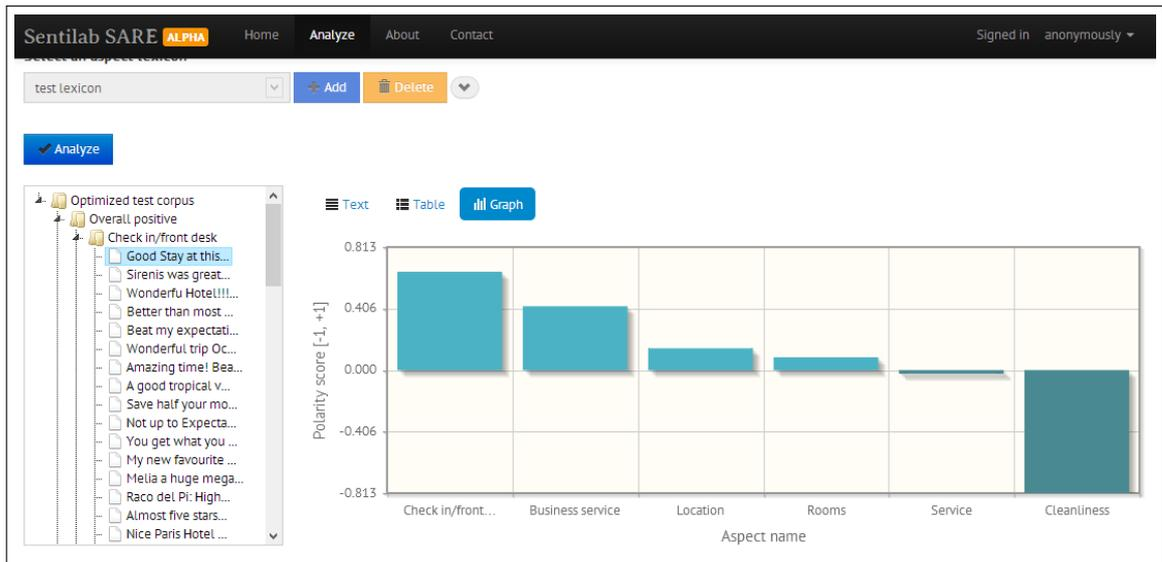 Sentilab SARE ALPHA Home Analyze About Contact Signed in anonymously
Select an aspect lexicon
test lexicon Add Delete
Analyze
Optimized test corpus
Overall positive
Check in/front desk
Good Stay at this...
Sirenis was great...
Wonderfu Hotel!!!...
Better than most ...
Beat my expectati...
Wonderful trip Oc...
Amazing time! Bea...
A good tropical v...
Save half your mo...
Not up to Expecta...
You get what you ...
My new favourite ...
Melia a huge mega...
Raco del Pi: High...
Almost five stars...
Nice Paris Hotel ...
Text Table Graph
Polarity score [-1, +1]
0.813
0.406
0.000
-0.406
-0.813
Check in/front... Business service Location Rooms Service Cleanliness
Aspect name